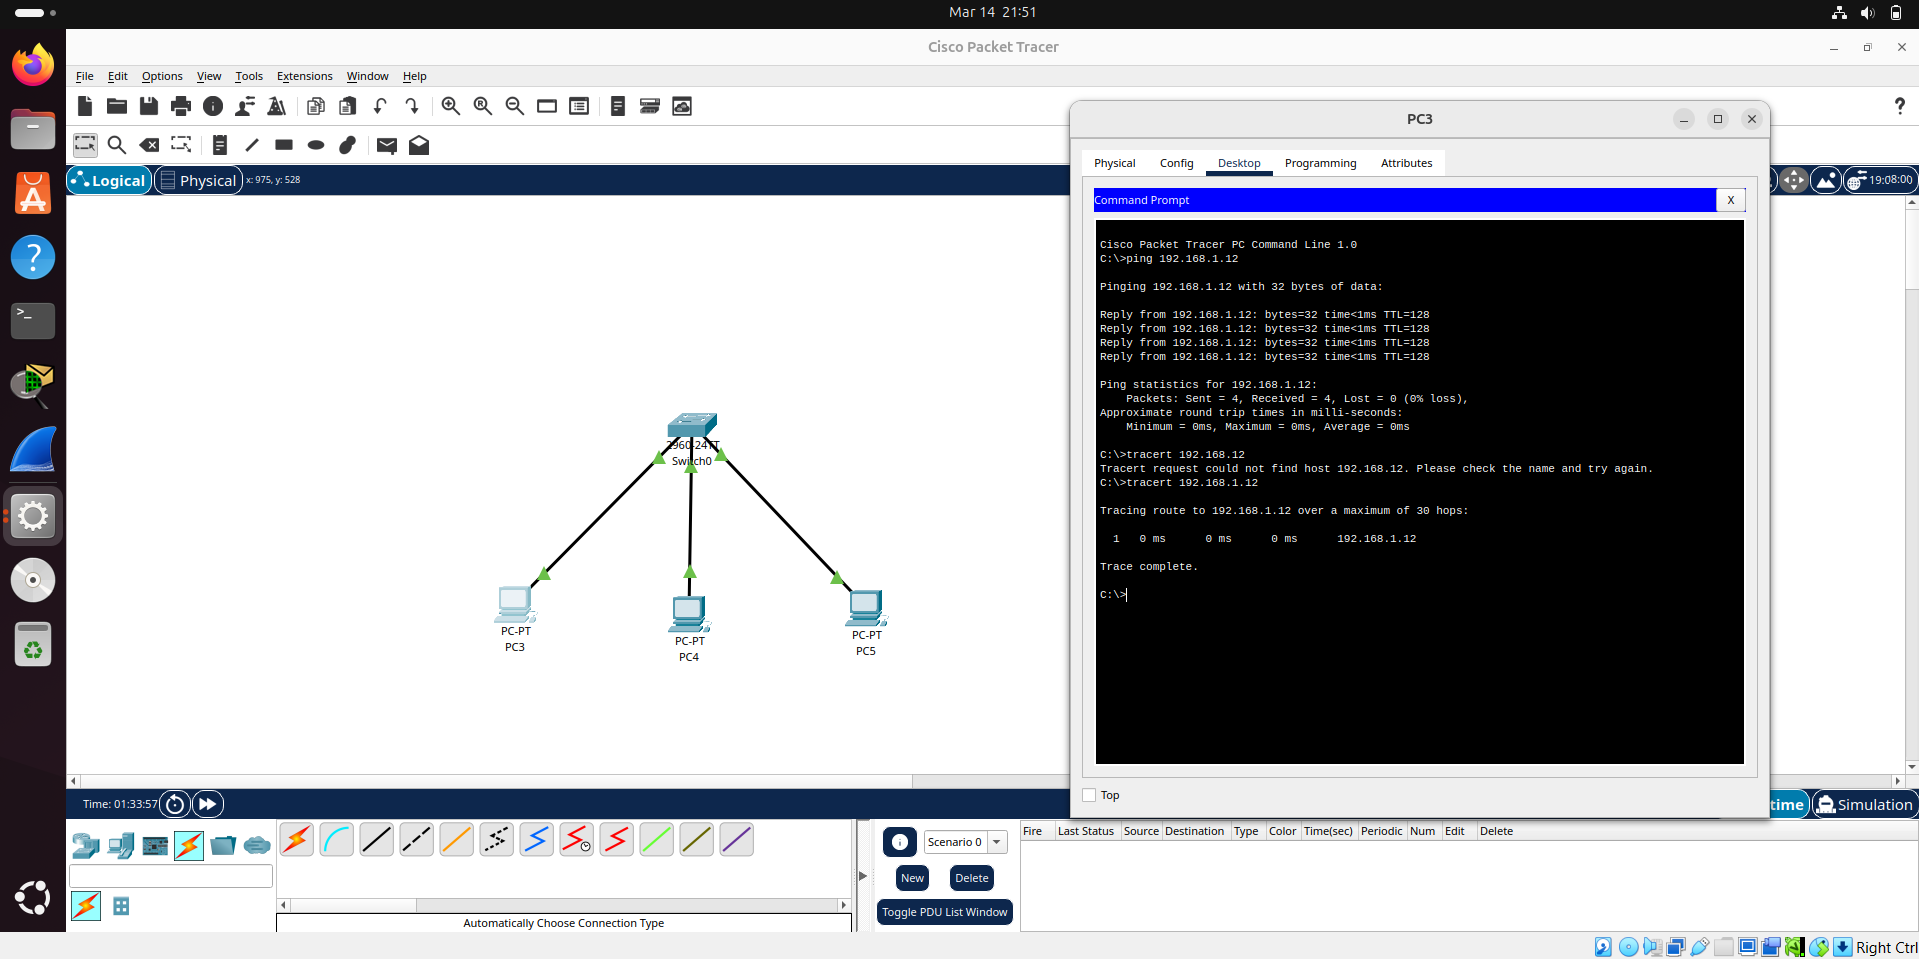 Mar 14 21:51
Cisco Packet Tracer
File Edit Options View Tools Extensions Window Help
?
Logical Physical x: 975, y: 528
19:08:00
2960-24TT
Switch0
PC-PT
PC3
PC-PT
PC4
PC-PT
PC5
PC3
Physical Config Desktop Programming Attributes
Command Prompt X
Cisco Packet Tracer PC Command Line 1.0
C:\>ping 192.168.1.12
Pinging 192.168.1.12 with 32 bytes of data:
Reply from 192.168.1.12: bytes=32 time<1ms TTL=128
Reply from 192.168.1.12: bytes=32 time<1ms TTL=128
Reply from 192.168.1.12: bytes=32 time<1ms TTL=128
Reply from 192.168.1.12: bytes=32 time<1ms TTL=128
Ping statistics for 192.168.1.12:
Packets: Sent = 4, Received = 4, Lost = 0 (0% loss),
Approximate round trip times in milli-seconds:
Minimum = 0ms, Maximum = 0ms, Average = 0ms
C:\>tracert 192.168.12
Tracert request could not find host 192.168.12. Please check the name and try again.
C:\>tracert 192.168.1.12
Tracing route to 192.168.1.12 over a maximum of 30 hops:
1 0 ms 0 ms 0 ms 192.168.1.12
Trace complete.
C:\>
Top
Time: 01:33:57
time Simulation
Scenario 0
New Delete
Toggle PDU List Window
Fire Last Status Source Destination Type Color Time(sec) Periodic Num Edit Delete
Automatically Choose Connection Type
Right Ctrl